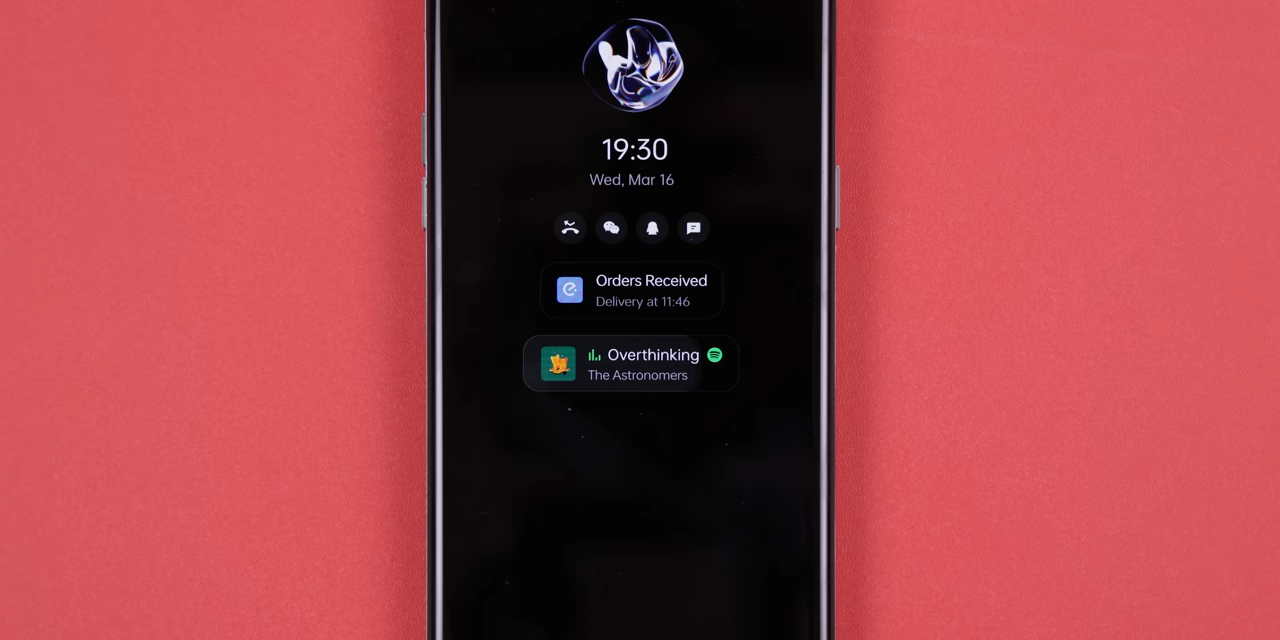 19:30
Wed, Mar 16
Orders Received
Delivery at 11:46
Overthinking
The Astronomers